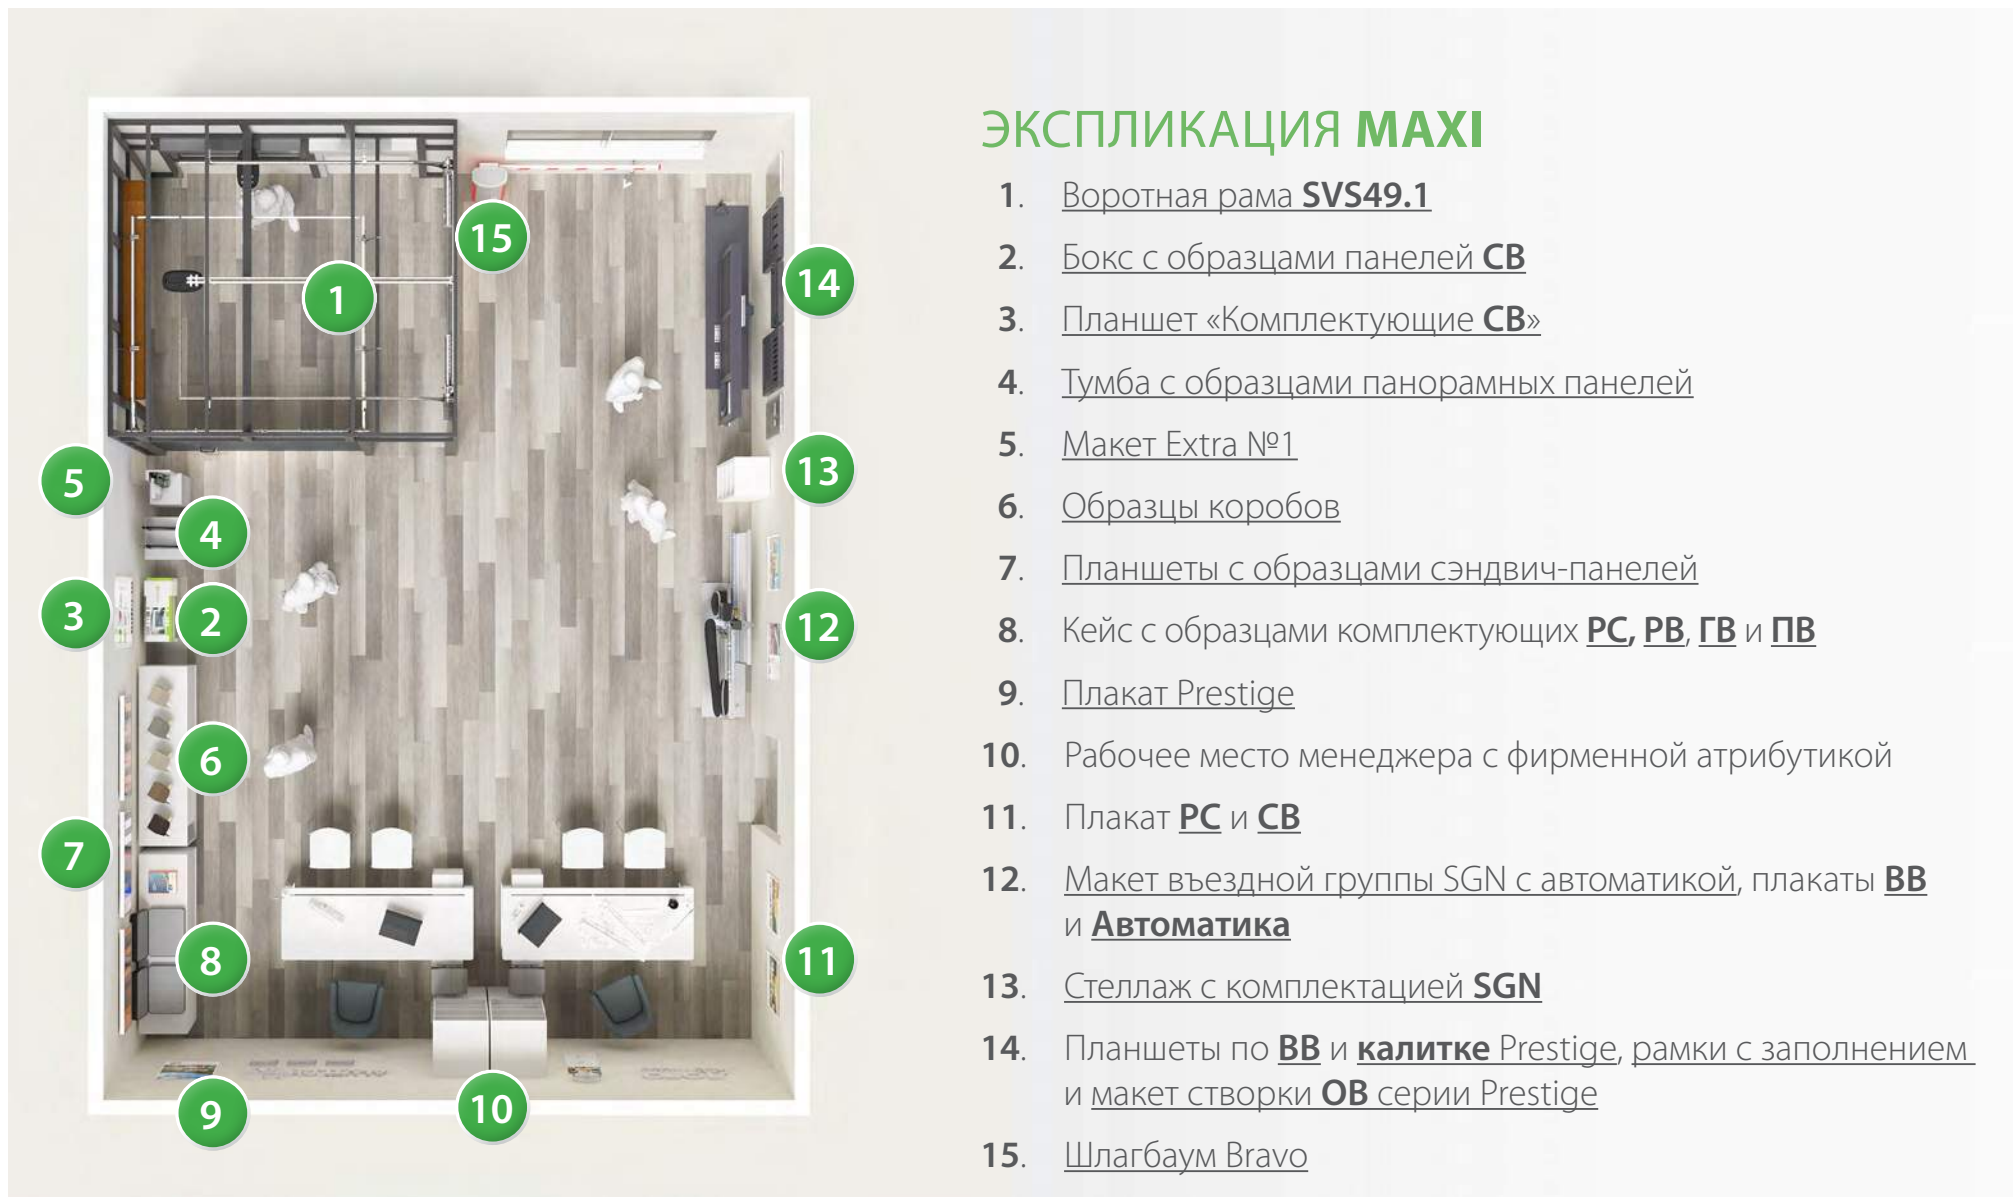 ЭКСПЛИКАЦИЯ MAXI
1. Воротная рама SVS49.1
2. Бокс с образцами панелей СВ
3. Планшет «Комплектующие СВ»
4. Тумба с образцами панорамных панелей
5. Макет Extra №1
6. Образцы коробов
7. Планшеты с образцами сэндвич-панелей
8. Кейс с образцами комплектующих РС, РВ, ГВ и ПВ
9. Плакат Prestige
10. Рабочее место менеджера с фирменной атрибутикой
11. Плакат РС и СВ
12. Макет въездной группы SGN с автоматикой, плакаты ВВ
и Автоматика
13. Стеллаж с комплектацией SGN
14. Планшеты по ВВ и калитке Prestige, рамки с заполнением
и макет створки ОВ серии Prestige
15. Шлагбаум Bravo
15
14
1
13
5
4
3
2
12
6
7
8
11
9
10